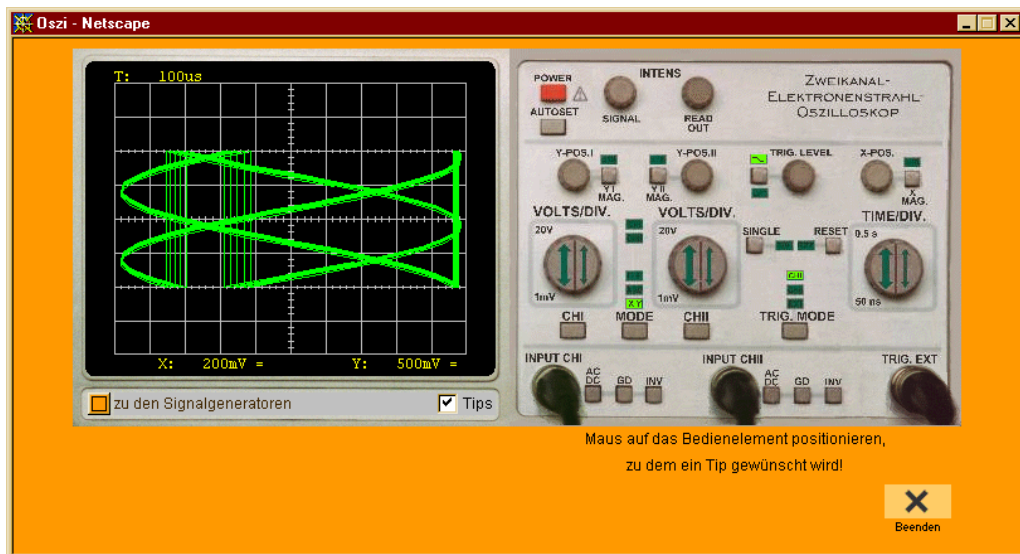 Oszi - Netscape
T: 100us
X: 200mV = Y: 500mV =
zu den Signalgeneratoren
Tips
POWER
INTENS
AUTOSET
SIGNAL
READ OUT
ZWEIKANAL-
ELEKTRONENSTRAHL-
OSZILLOSKOP
Y-POS.I
Y-POS.II
TRIG. LEVEL
X-POS.
Y I MAG.
Y II MAG.
X MAG.
VOLTS/DIV.
VOLTS/DIV.
TIME/DIV.
20V
20V
SINGLE
RESET
0.5 s
1mV
1mV
50 ns
CHI
X Y
CHI
MODE
CHII
TRIG. MODE
INPUT CHI
INPUT CHII
TRIG. EXT
AC
DC
GD
INV
AC
DC
GD
INV
Maus auf das Bedienelement positionieren,
zu dem ein Tip gewünscht wird!
Beenden